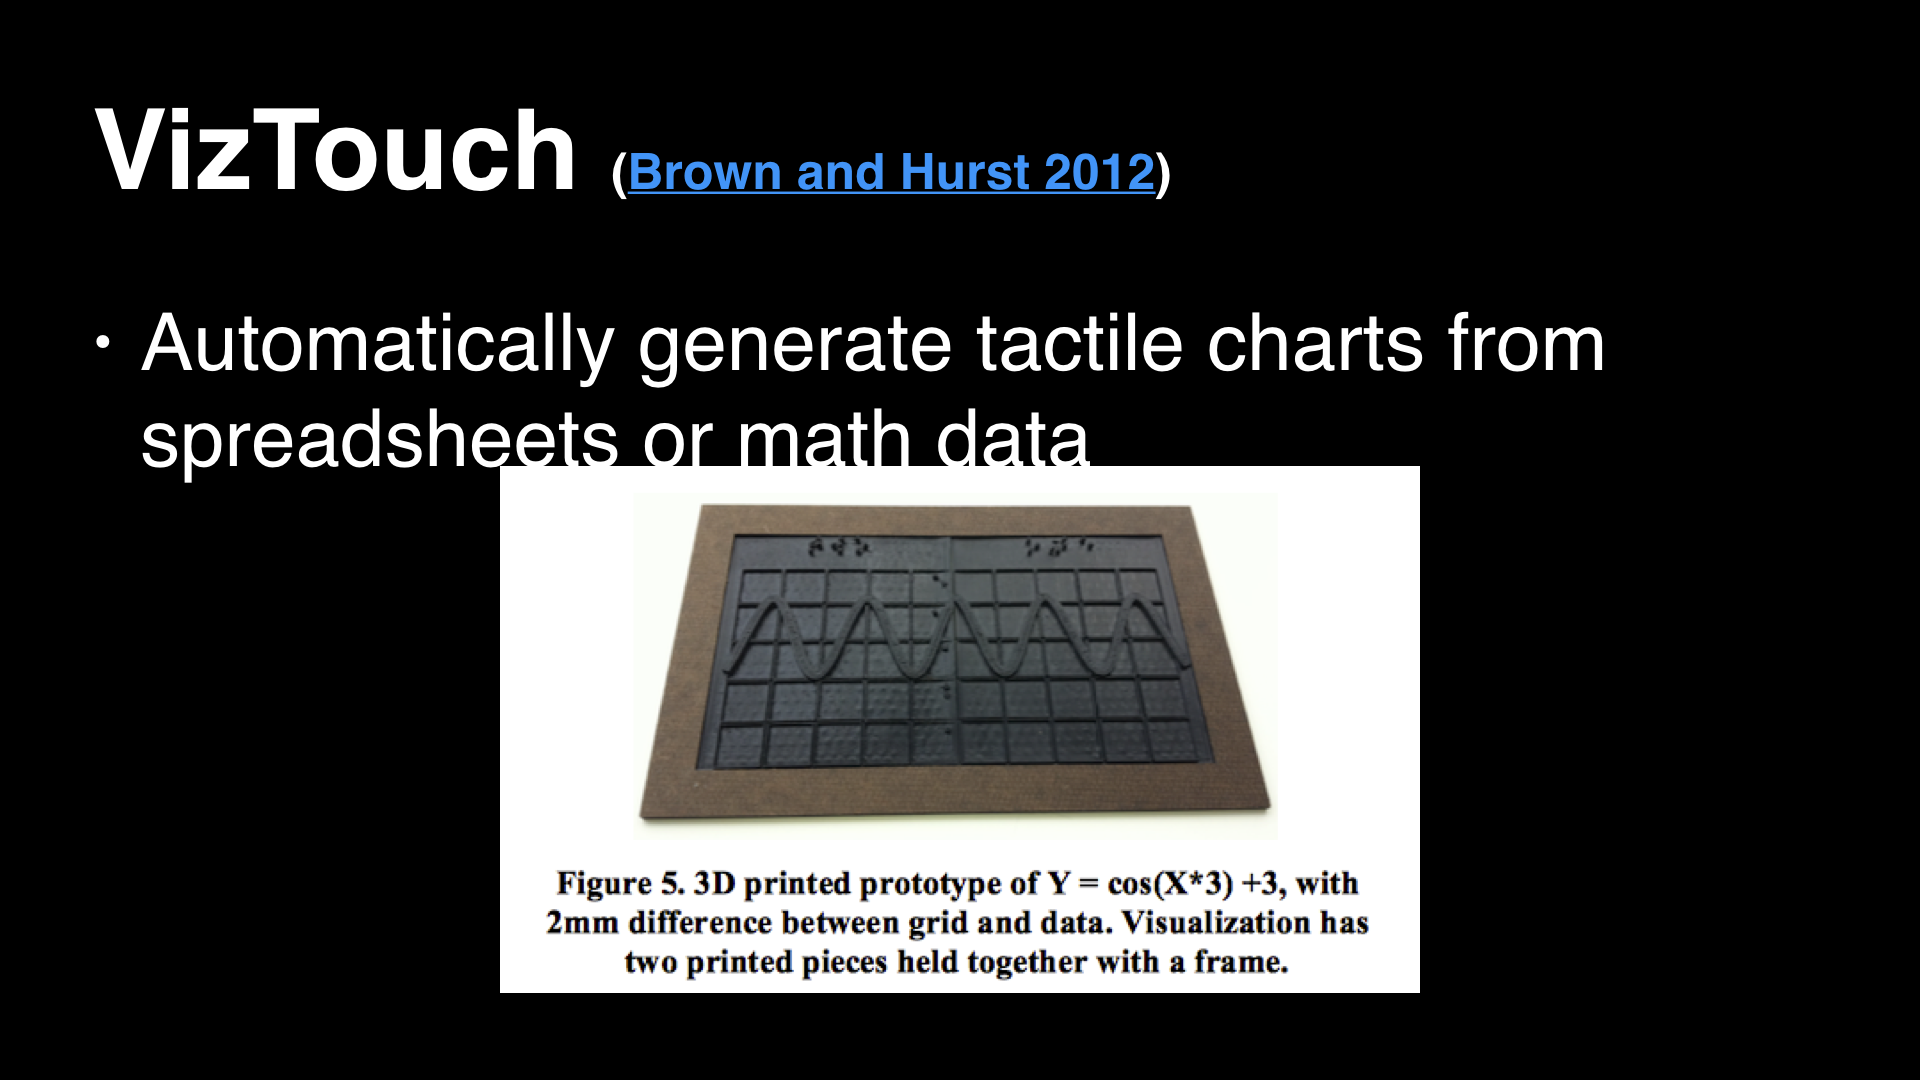 VizTouch (Brown and Hurst 2012)
• Automatically generate tactile charts from
spreadsheets or math data
Figure 5. 3D printed prototype of Y = cos(X*3) +3, with
2mm difference between grid and data. Visualization has
two printed pieces held together with a frame.